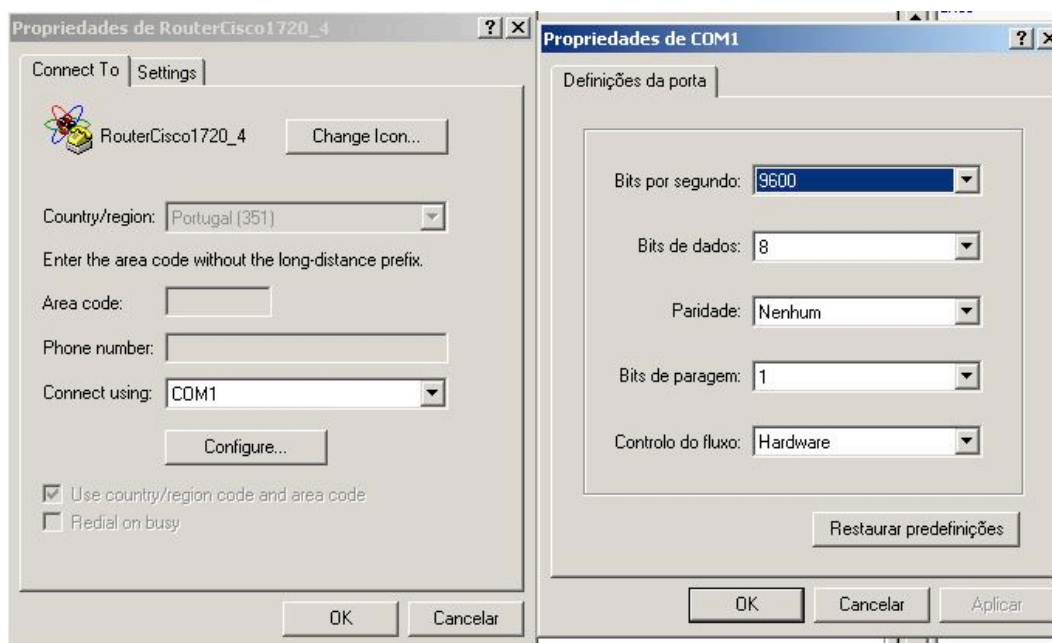 Propriedades de RouterCisco1720_4
Connect To
Settings
RouterCisco1720_4
Change Icon...
Country/region: Portugal (351)
Enter the area code without the long-distance prefix.
Area code:
Phone number:
Connect using: COM1
Configure...
Use country/region code and area code
Redial on busy
OK
Cancelar
Propriedades de COM1
Definições da porta
Bits por segundo: 9600
Bits de dados: 8
Paridade: Nenhum
Bits de paragem: 1
Controlo do fluxo: Hardware
Restaurar predefinições
OK
Cancelar
Aplicar